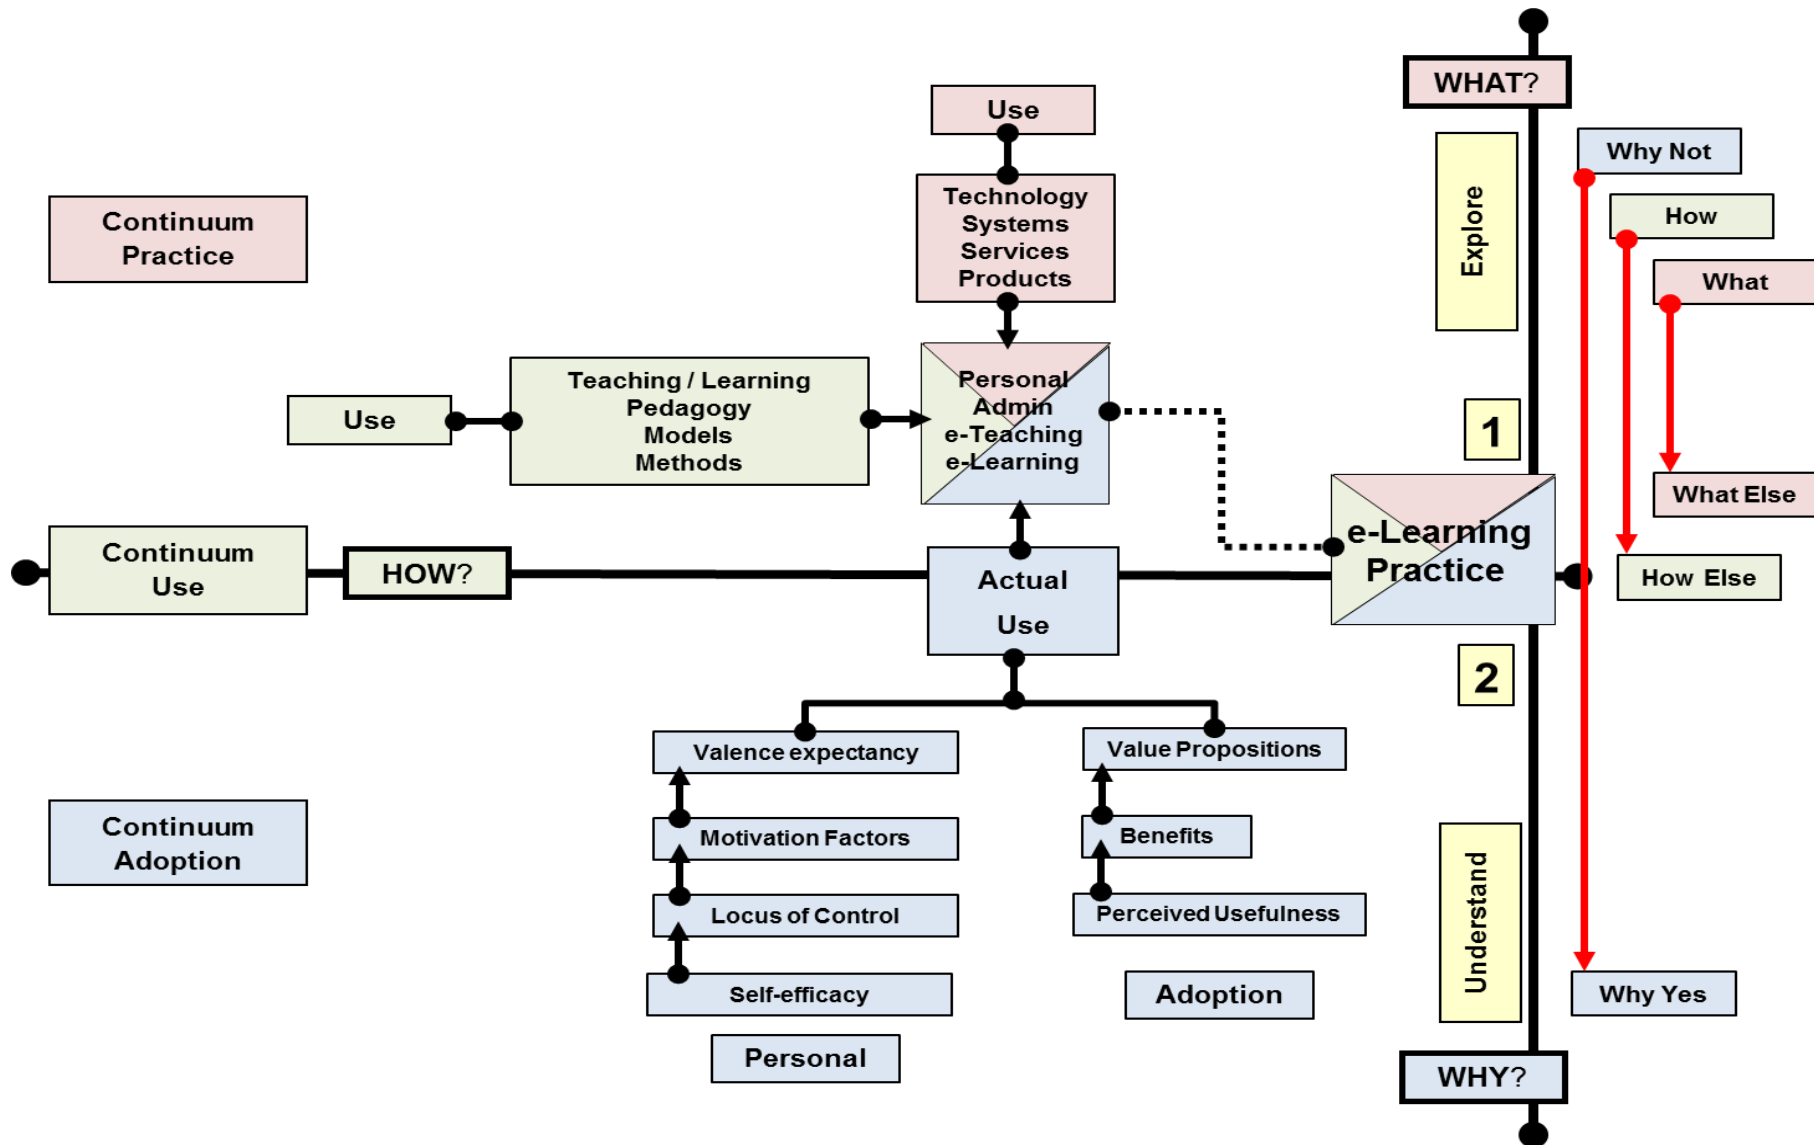 WHAT?
Use
Why Not
Explore
Technology
Systems
Services
Products
How
Continuum
Practice
What
Teaching / Learning
Pedagogy
Models
Methods
Personal
Admin
e-Teaching
e-Learning
Use
1
What Else
e-Learning
Practice
Continuum
Use
HOW?
Actual
Use
How Else
2
Valence expectancy
Value Propositions
Continuum
Adoption
Motivation Factors
Benefits
Understand
Locus of Control
Perceived Usefulness
Self-efficacy
Adoption
Why Yes
Personal
WHY?